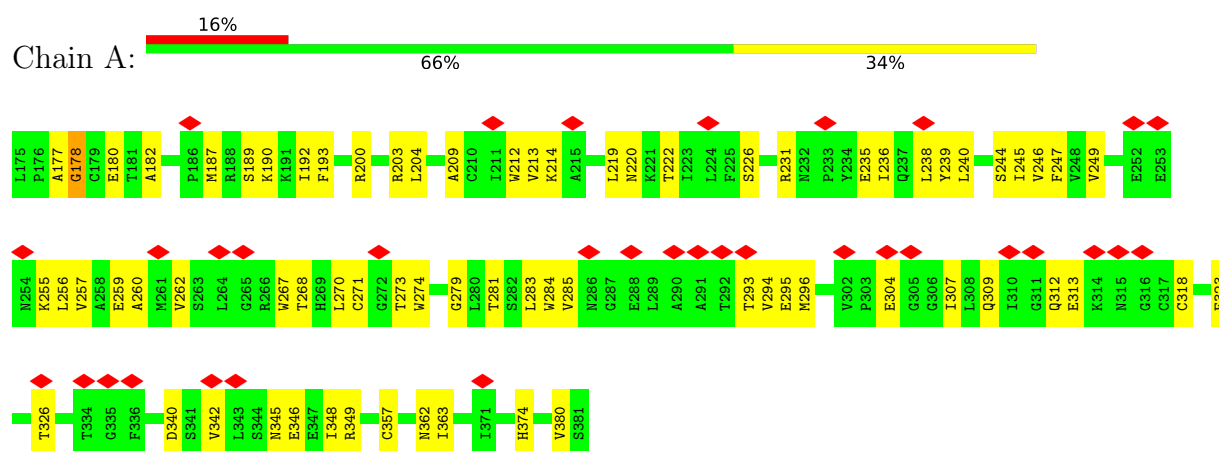 16%
Chain A:
66% 34%
L175 P176 A177 G178 C179 E180 T181 A182 P186 M187 R188 S189 K190 K191 I192 F193 R200 R203 L204 A209 C210 I211 W212 V213 K214 A215 L219 N220 K221 T222 I223 L224 F225 S226 R231 N232 P233 Y234 E235 I236 Q237 L238 Y239 L240 S244 I245 V246 F247 V248 V249 E252 E253
N254 K255 L256 V257 A258 E259 A260 M261 V262 S263 L264 G265 R266 W267 T268 H269 L270 C271 G272 T273 W274 G279 L280 T281 S282 L283 W284 V285 N286 G287 E288 L289 A290 A291 T292 T293 V294 E295 M296 V302 P303 E304 G305 G306 I307 L308 Q309 I310 G311 Q312 E313 K314 N315 G316 C317 C318
T326 T334 G335 F336 D340 S341 V342 L343 S344 N345 E346 E347 I348 R349 C357 N362 I363 I371 H374 V380 S381